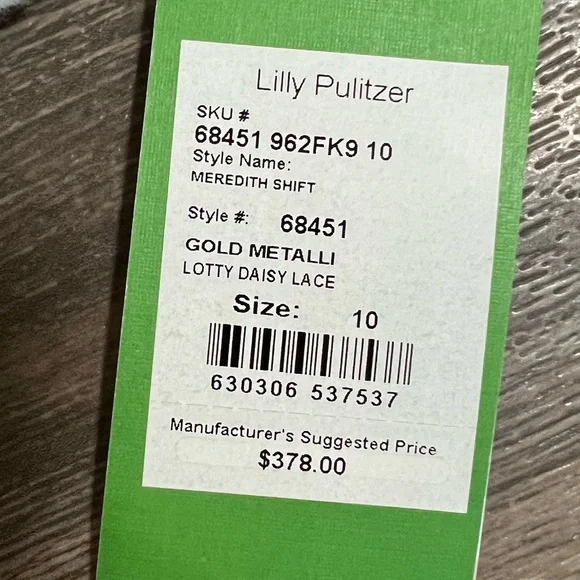 Lilly Pulitzer
SKU #
68451 962FK9 10
Style Name:
MEREDITH SHIFT
Style #: 68451
GOLD METALLI
LOTTY DAISY LACE
Size: 10
630306 537537
Manufacturer's Suggested Price
$378.00